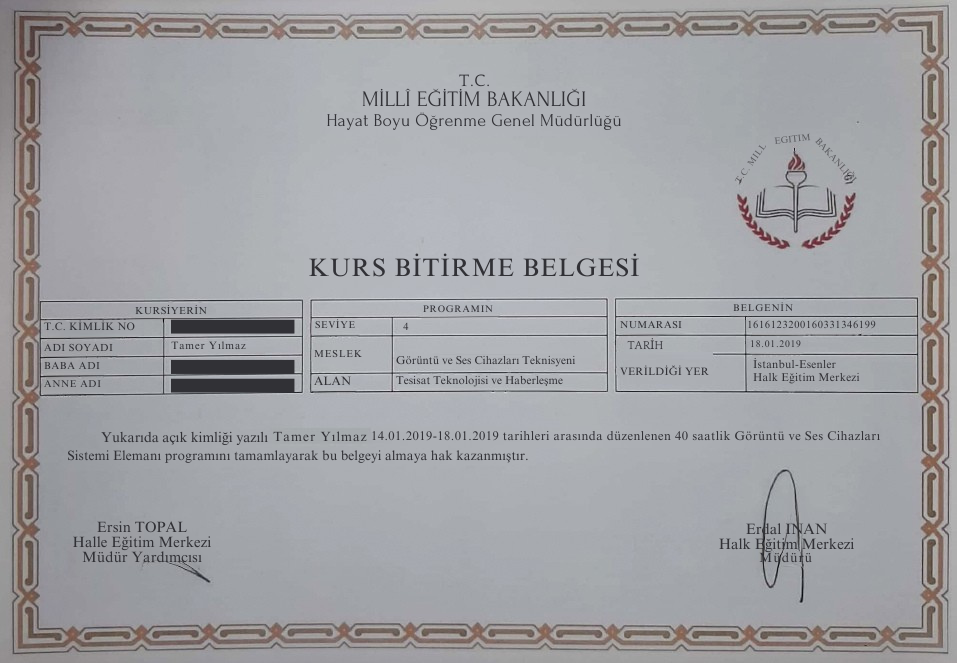 T.C.
MİLLÎ EĞİTİM BAKANLIĞI
Hayat Boyu Öğrenme Genel Müdürlüğü
T.C. MİLLİ EĞİTİM BAKANLIĞI
KURS BİTİRME BELGESİ
KURSİYERİN
T.C. KİMLİK NO
ADI SOYADI Tamer Yılmaz
BABA ADI
ANNE ADI
PROGRAMIN
SEVİYE 4
MESLEK Görüntü ve Ses Cihazları Teknisyeni
ALAN Tesisat Teknolojisi ve Haberleşme
BELGENİN
NUMARASI 1616123200160331346199
TARİH 18.01.2019
VERİLDİĞİ YER İstanbul-Esenler
Halk Eğitim Merkezi
Yukarıda açık kimliği yazılı Tamer Yılmaz 14.01.2019-18.01.2019 tarihleri arasında düzenlenen 40 saatlik Görüntü ve Ses Cihazları
Sistemi Elemanı programını tamamlayarak bu belgeyi almaya hak kazanmıştır.
Ersin TOPAL
Halle Eğitim Merkezi
Müdür Yardımcısı
Erdal INAN
Halk Eğitim Merkezi
Müdürü